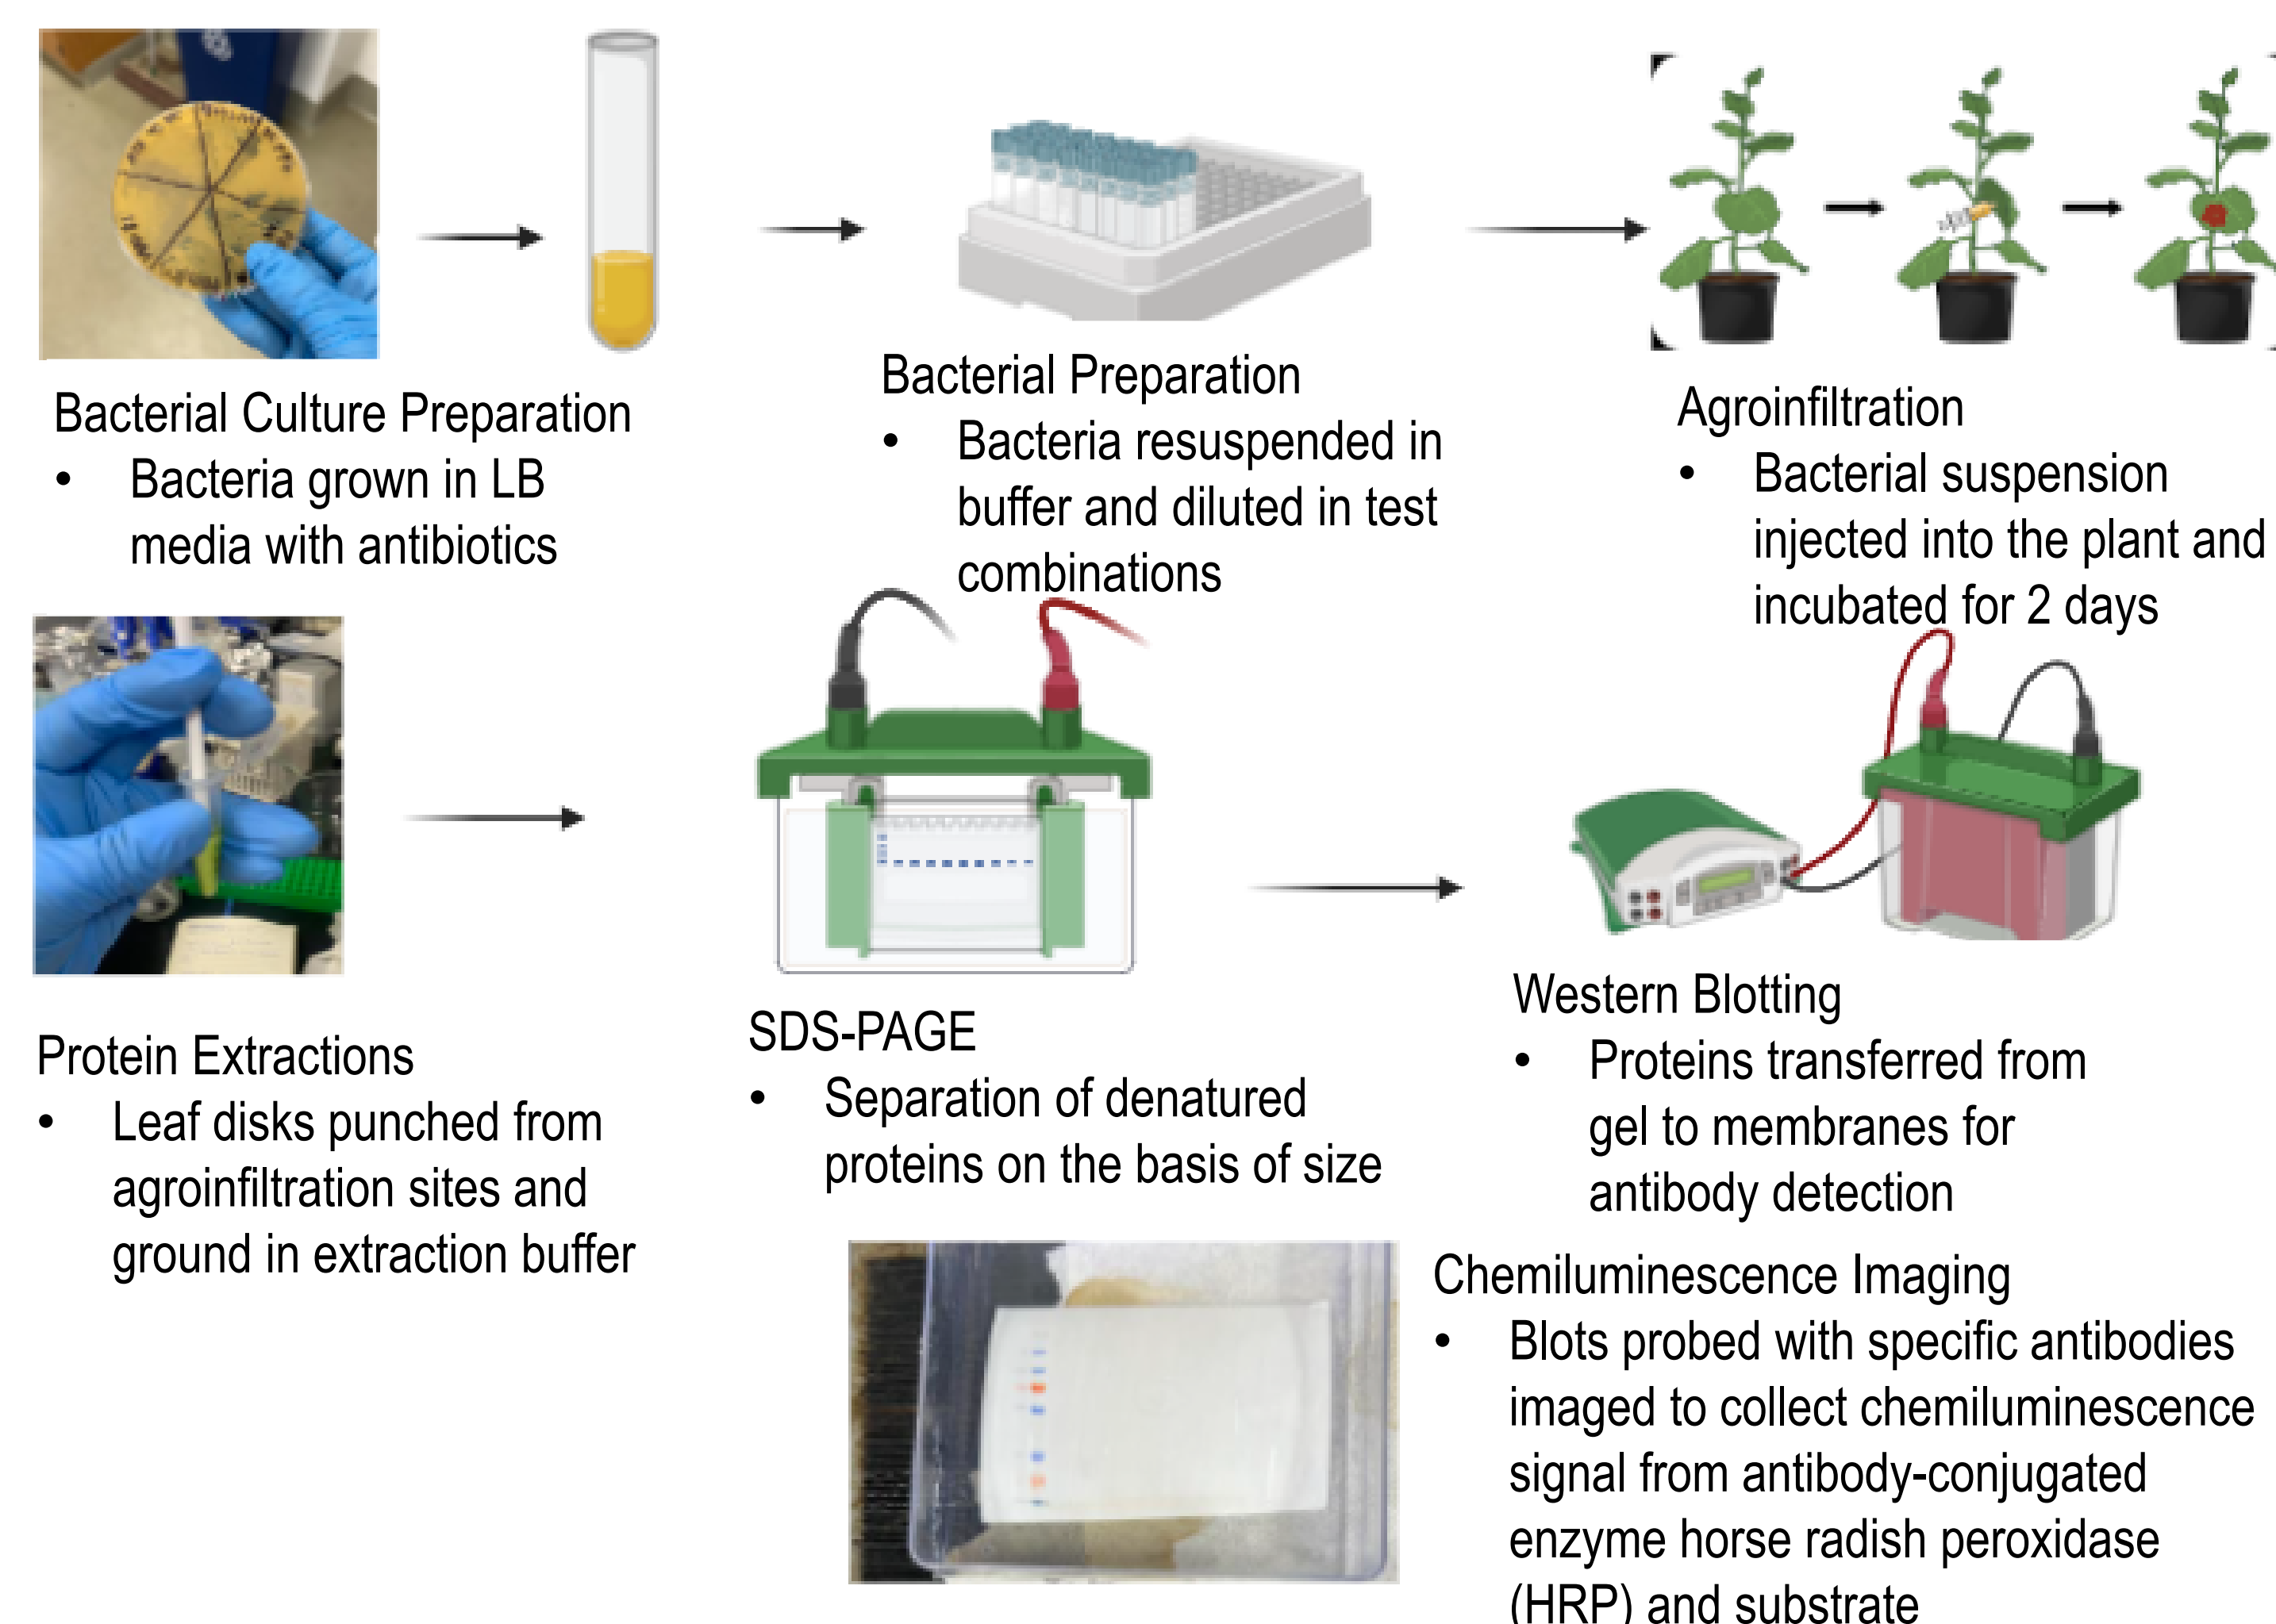 Bacterial Culture Preparation
• Bacteria grown in LB
media with antibiotics
Bacterial Preparation
• Bacteria resuspended in
buffer and diluted in test
combinations
Agroinfiltration
• Bacterial suspension
injected into the plant and
incubated for 2 days
Protein Extractions
• Leaf disks punched from
agroinfiltration sites and
ground in extraction buffer
SDS-PAGE
• Separation of denatured
proteins on the basis of size
Western Blotting
• Proteins transferred from
gel to membranes for
antibody detection
Chemiluminescence Imaging
• Blots probed with specific antibodies
imaged to collect chemiluminescence
signal from antibody-conjugated
enzyme horse radish peroxidase
(HRP) and substrate